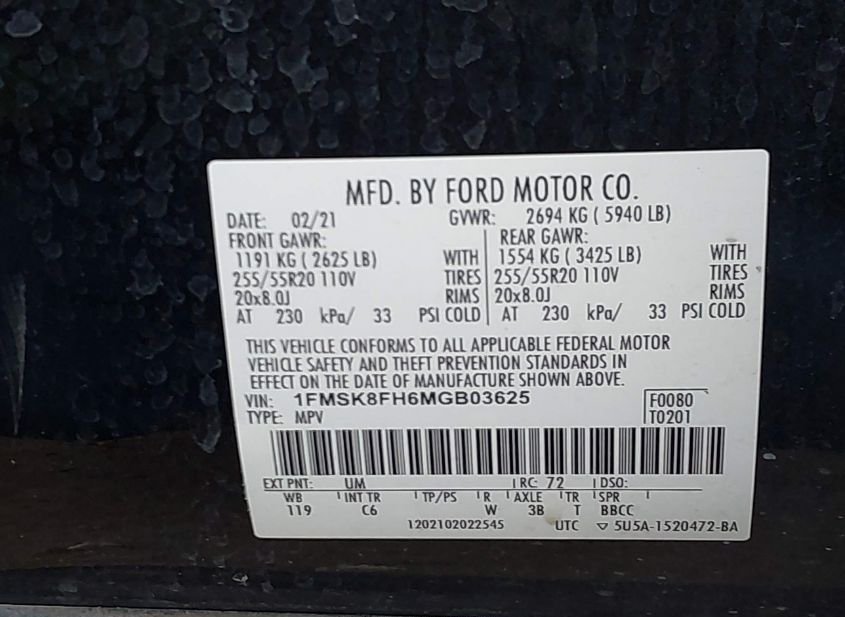 MFD. BY FORD MOTOR CO.
DATE: 02/21 GVWR: 2694 KG ( 5940 LB)
FRONT GAWR: REAR GAWR:
1191 KG ( 2625 LB) WITH 1554 KG ( 3425 LB) WITH
255/55R20 110V TIRES 255/55R20 110V TIRES
20x8.0J RIMS 20x8.0J RIMS
AT 230 kPa/ 33 PSI COLD AT 230 kPa/ 33 PSI COLD
THIS VEHICLE CONFORMS TO ALL APPLICABLE FEDERAL MOTOR
VEHICLE SAFETY AND THEFT PREVENTION STANDARDS IN
EFFECT ON THE DATE OF MANUFACTURE SHOWN ABOVE.
VIN: 1FMSK8FH6MGB03625 F0080
TYPE: MPV T0201
EXT PNT: UM RC: 72 DSO:
WB INT TR TP/PS R AXLE TR SPR
119 C6 W 3B T BBCC
1202102022545 UTC ▽ 5U5A-1520472-BA